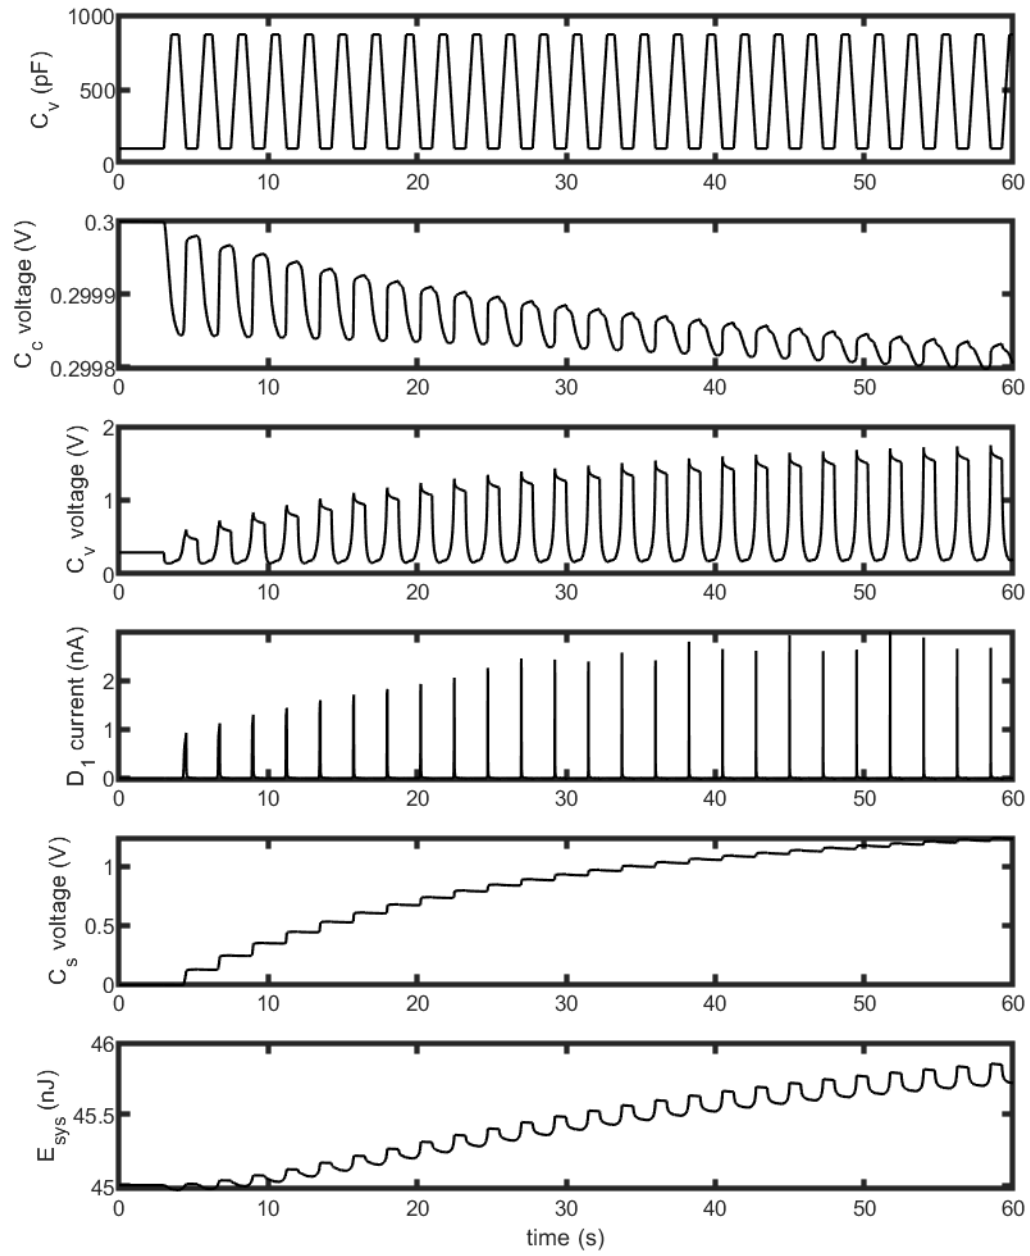 1000
500
0
C_v (pF)
0 10 20 30 40 50 60
0.3
0.2999
0.2998
C_c voltage (V)
0 10 20 30 40 50 60
2
1
0
C_v voltage (V)
0 10 20 30 40 50 60
2
1
0
D_1 current (nA)
0 10 20 30 40 50 60
1
0.5
0
C_s voltage (V)
0 10 20 30 40 50 60
46
45.5
45
E_sys (nJ)
0 10 20 30 40 50 60
time (s)